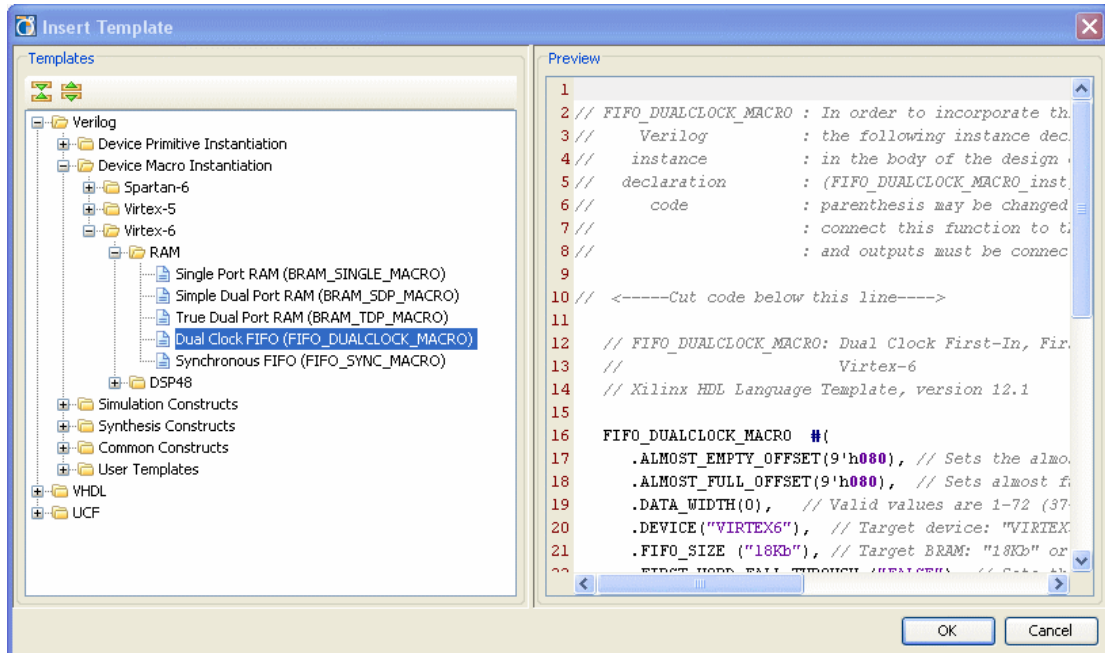 Insert Template
Templates
Verilog
Device Primitive Instantiation
Device Macro Instantiation
Spartan-6
Virtex-5
Virtex-6
RAM
Single Port RAM (BRAM_SINGLE_MACRO)
Simple Dual Port RAM (BRAM_SDP_MACRO)
True Dual Port RAM (BRAM_TDP_MACRO)
Dual Clock FIFO (FIFO_DUALCLOCK_MACRO)
Synchronous FIFO (FIFO_SYNC_MACRO)
DSP48
Simulation Constructs
Synthesis Constructs
Common Constructs
User Templates
VHDL
UCF
Preview
1
2 // FIFO_DUALCLOCK_MACRO : In order to incorporate th
3 // Verilog : the following instance dec
4 // instance : in the body of the design
5 // declaration : (FIFO_DUALCLOCK_MACRO_inst
6 // code : parenthesis may be changed
7 // : connect this function to t
8 // : and outputs must be connec
9
10 // <-----Cut code below this line---->
11
12 // FIFO_DUALCLOCK_MACRO: Dual Clock First-In, Fir
13 // Virtex-6
14 // Xilinx HDL Language Template, version 12.1
15
16 FIFO_DUALCLOCK_MACRO #(
17 .ALMOST_EMPTY_OFFSET(9'h080), // Sets the almo
18 .ALMOST_FULL_OFFSET(9'h080), // Sets almost f
19 .DATA_WIDTH(0), // Valid values are 1-72 (37
20 .DEVICE("VIRTEX6"), // Target device: "VIRTEX
21 .FIFO_SIZE ("18Kb"), // Target BRAM: "18Kb" or
OK
Cancel